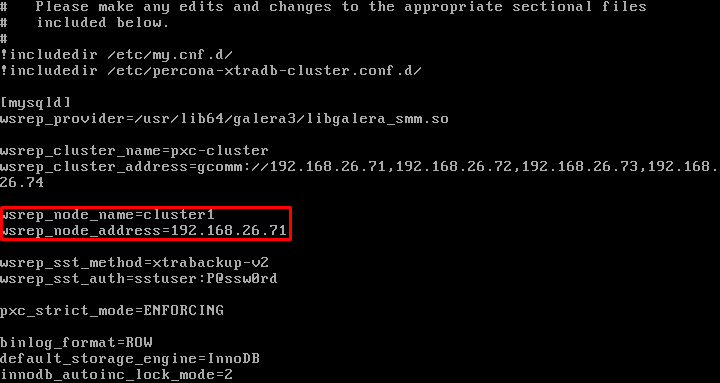 #   Please make any edits and changes to the appropriate sectional files
#   included below.
#
!includedir /etc/my.cnf.d/
!includedir /etc/percona-xtradb-cluster.conf.d/
[mysqld]
wsrep_provider=/usr/lib64/galera3/libgalera_smm.so
wsrep_cluster_name=pxc-cluster
wsrep_cluster_address=gcomm://192.168.26.71,192.168.26.72,192.168.26.73,192.168.
26.74
wsrep_node_name=cluster1
wsrep_node_address=192.168.26.71
wsrep_sst_method=xtrabackup-v2
wsrep_sst_auth=sstuser:P@ssw0rd
pxc_strict_mode=ENFORCING
binlog_format=ROW
default_storage_engine=InnoDB
innodb_autoinc_lock_mode=2